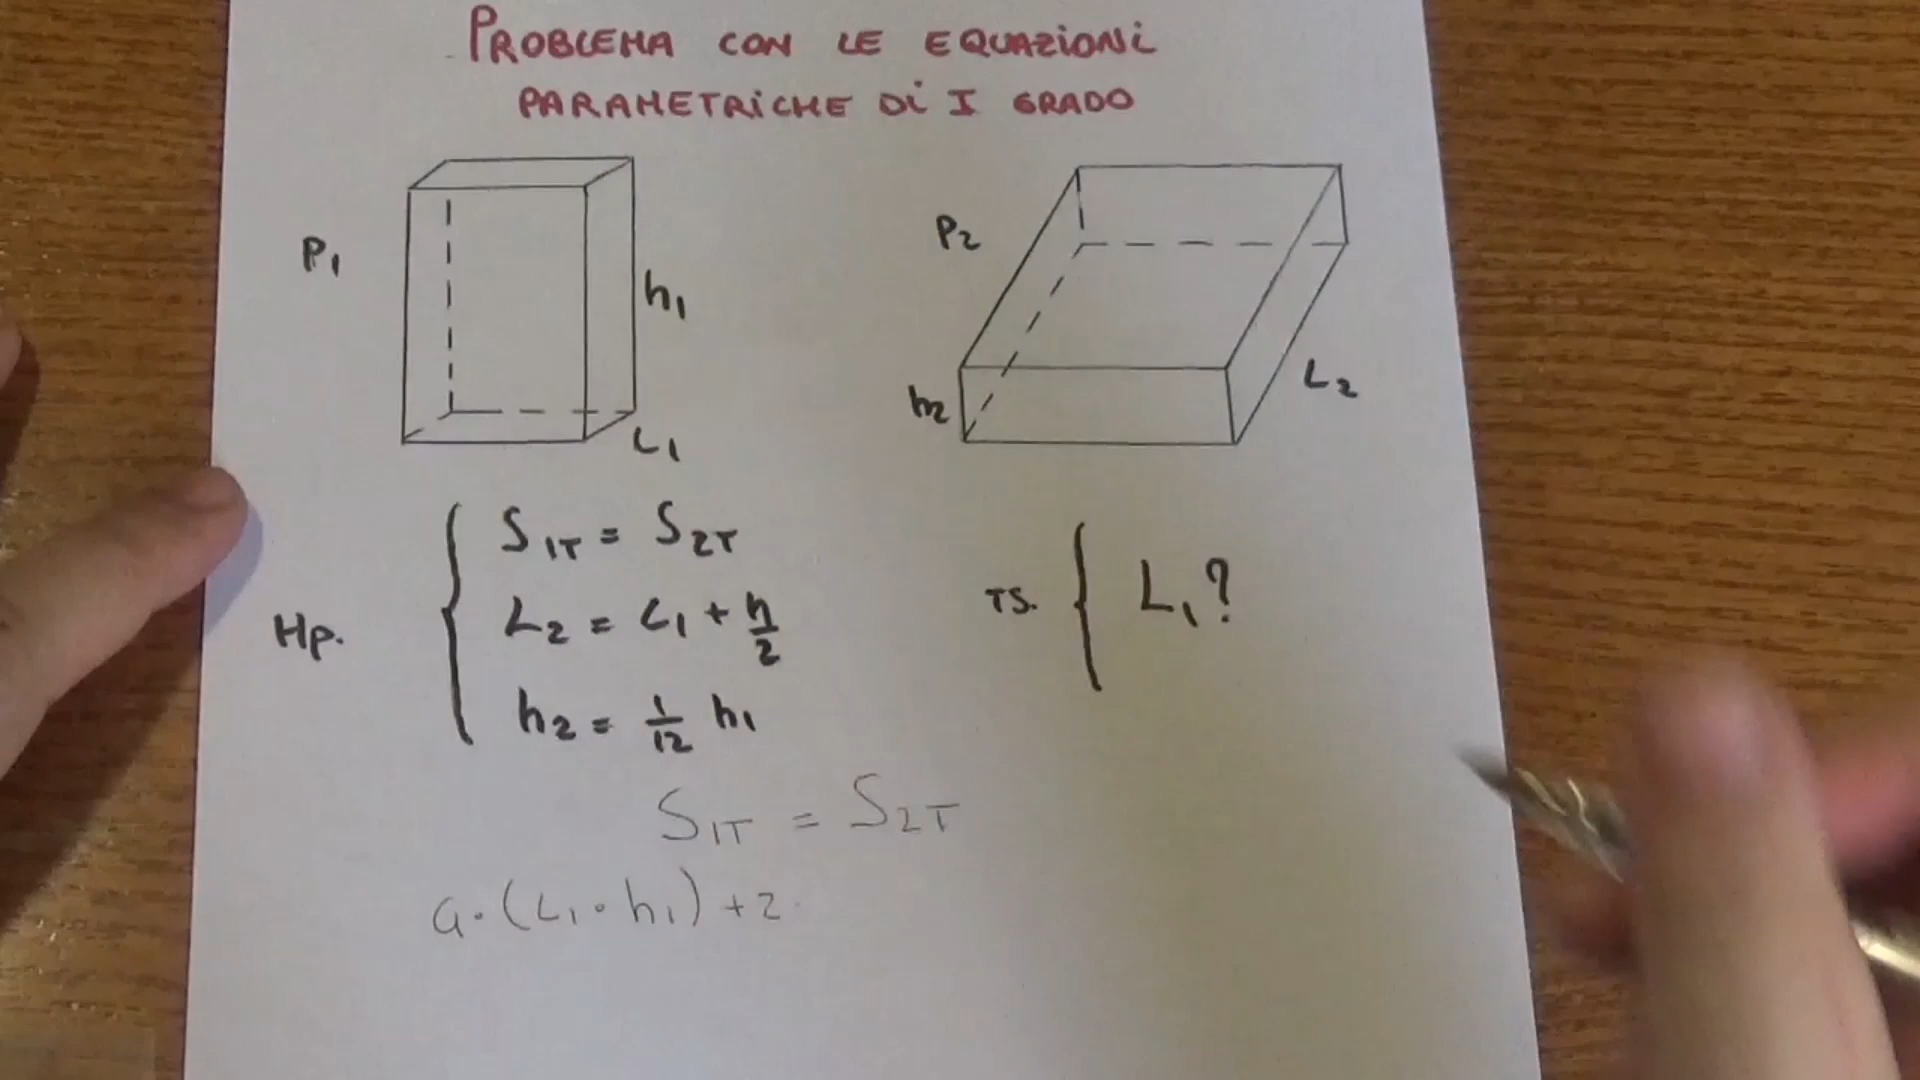 PROBLEMA CON LE EQUAZIONI
PARAMETRICHE DI I GRADO
P1
h1
L1
P2
h2
L2
Hp.
S1T = S2T
L2 = L1 + h/2
h2 = 1/12 h1
TS.
L1?
S1T = S2T
4·(L1·h1)+2·